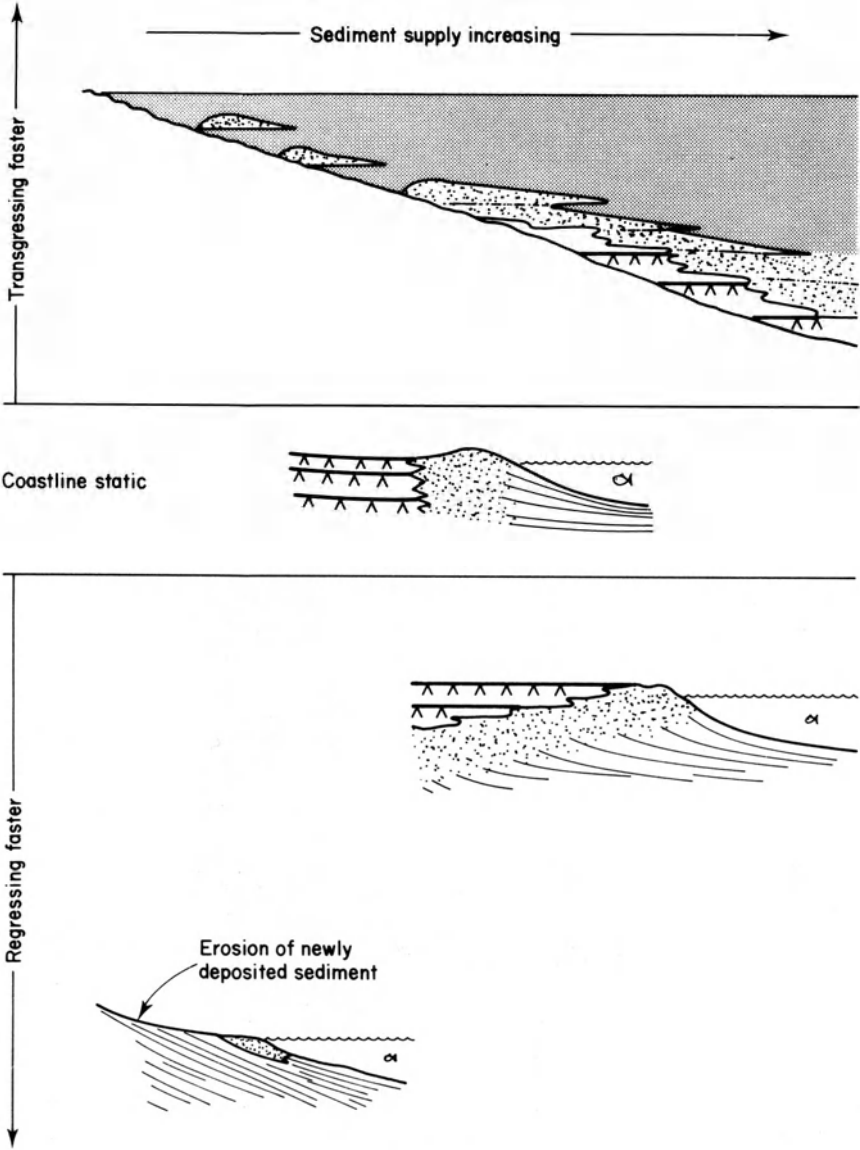 Sediment supply increasing
Transgressing faster
Coastline static
α
α
Regressing faster
Erosion of newly
deposited sediment
α